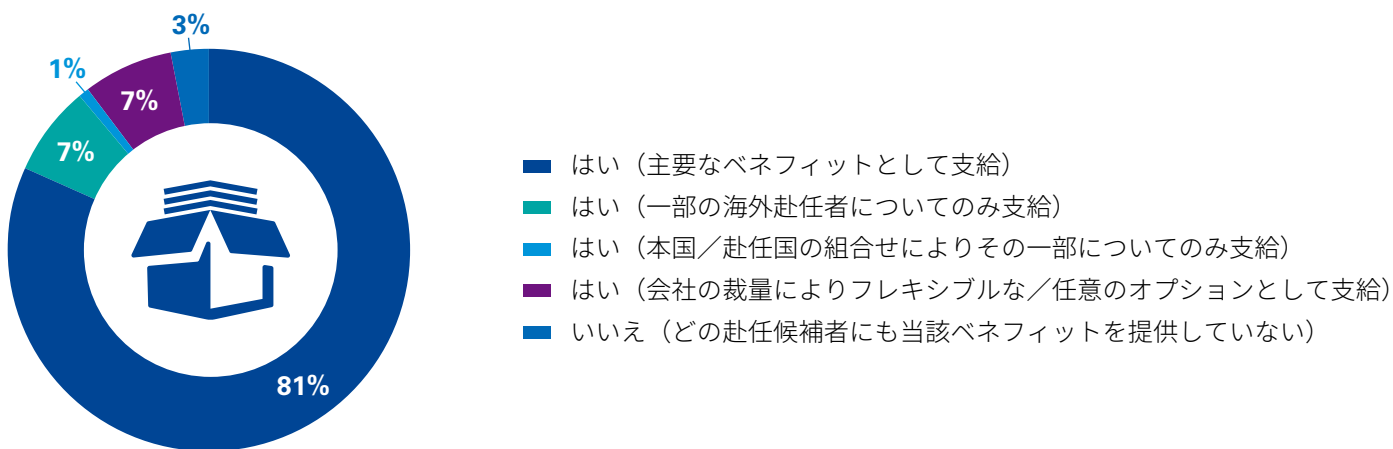 3%
1%
7%
7%
81%
はい（主要なベネフィットとして支給）
はい（一部の海外赴任者についてのみ支給）
はい（本国／赴任国の組合せによりその一部についてのみ支給）
はい（会社の裁量によりフレキシブルな／任意のオプションとして支給）
いいえ（どの赴任候補者にも当該ベネフィットを提供していない）